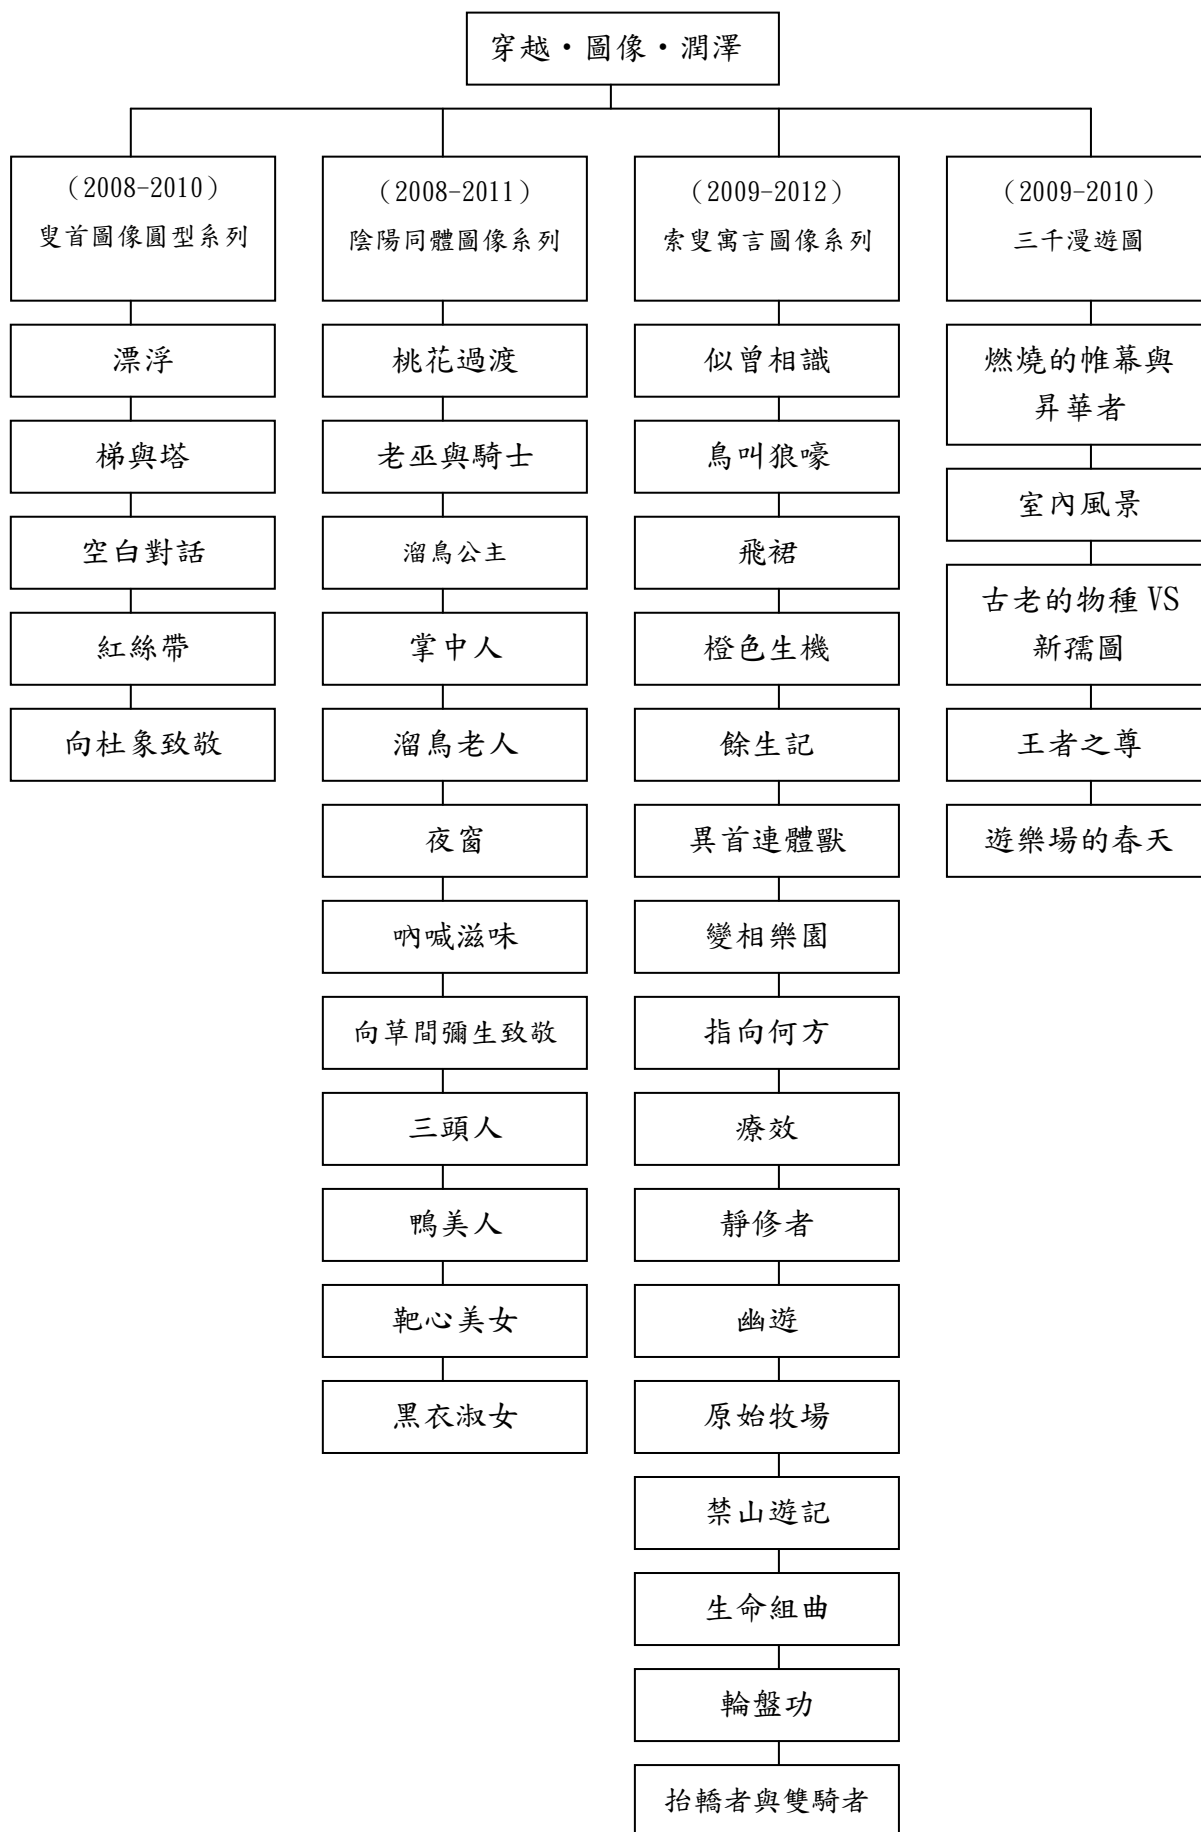 穿越‧圖像‧潤澤
（2008-2010）
叟首圖像圓型系列
漂浮
梯與塔
空白對話
紅絲帶
向杜象致敬
（2008-2011）
陰陽同體圖像系列
桃花過渡
老巫與騎士
溜鳥公主
掌中人
溜鳥老人
夜窗
吶喊滋味
向草間彌生致敬
三頭人
鴨美人
靶心美女
黑衣淑女
（2009-2012）
索叟寓言圖像系列
似曾相識
鳥叫狼嚎
飛裙
橙色生機
餘生記
異首連體獸
變相樂園
指向何方
療效
靜修者
幽遊
原始牧場
禁山遊記
生命組曲
輪盤功
抬轎者與雙騎者
（2009-2010）
三千漫遊圖
燃燒的帷幕與
昇華者
室內風景
古老的物種 VS
新孺圖
王者之尊
遊樂場的春天